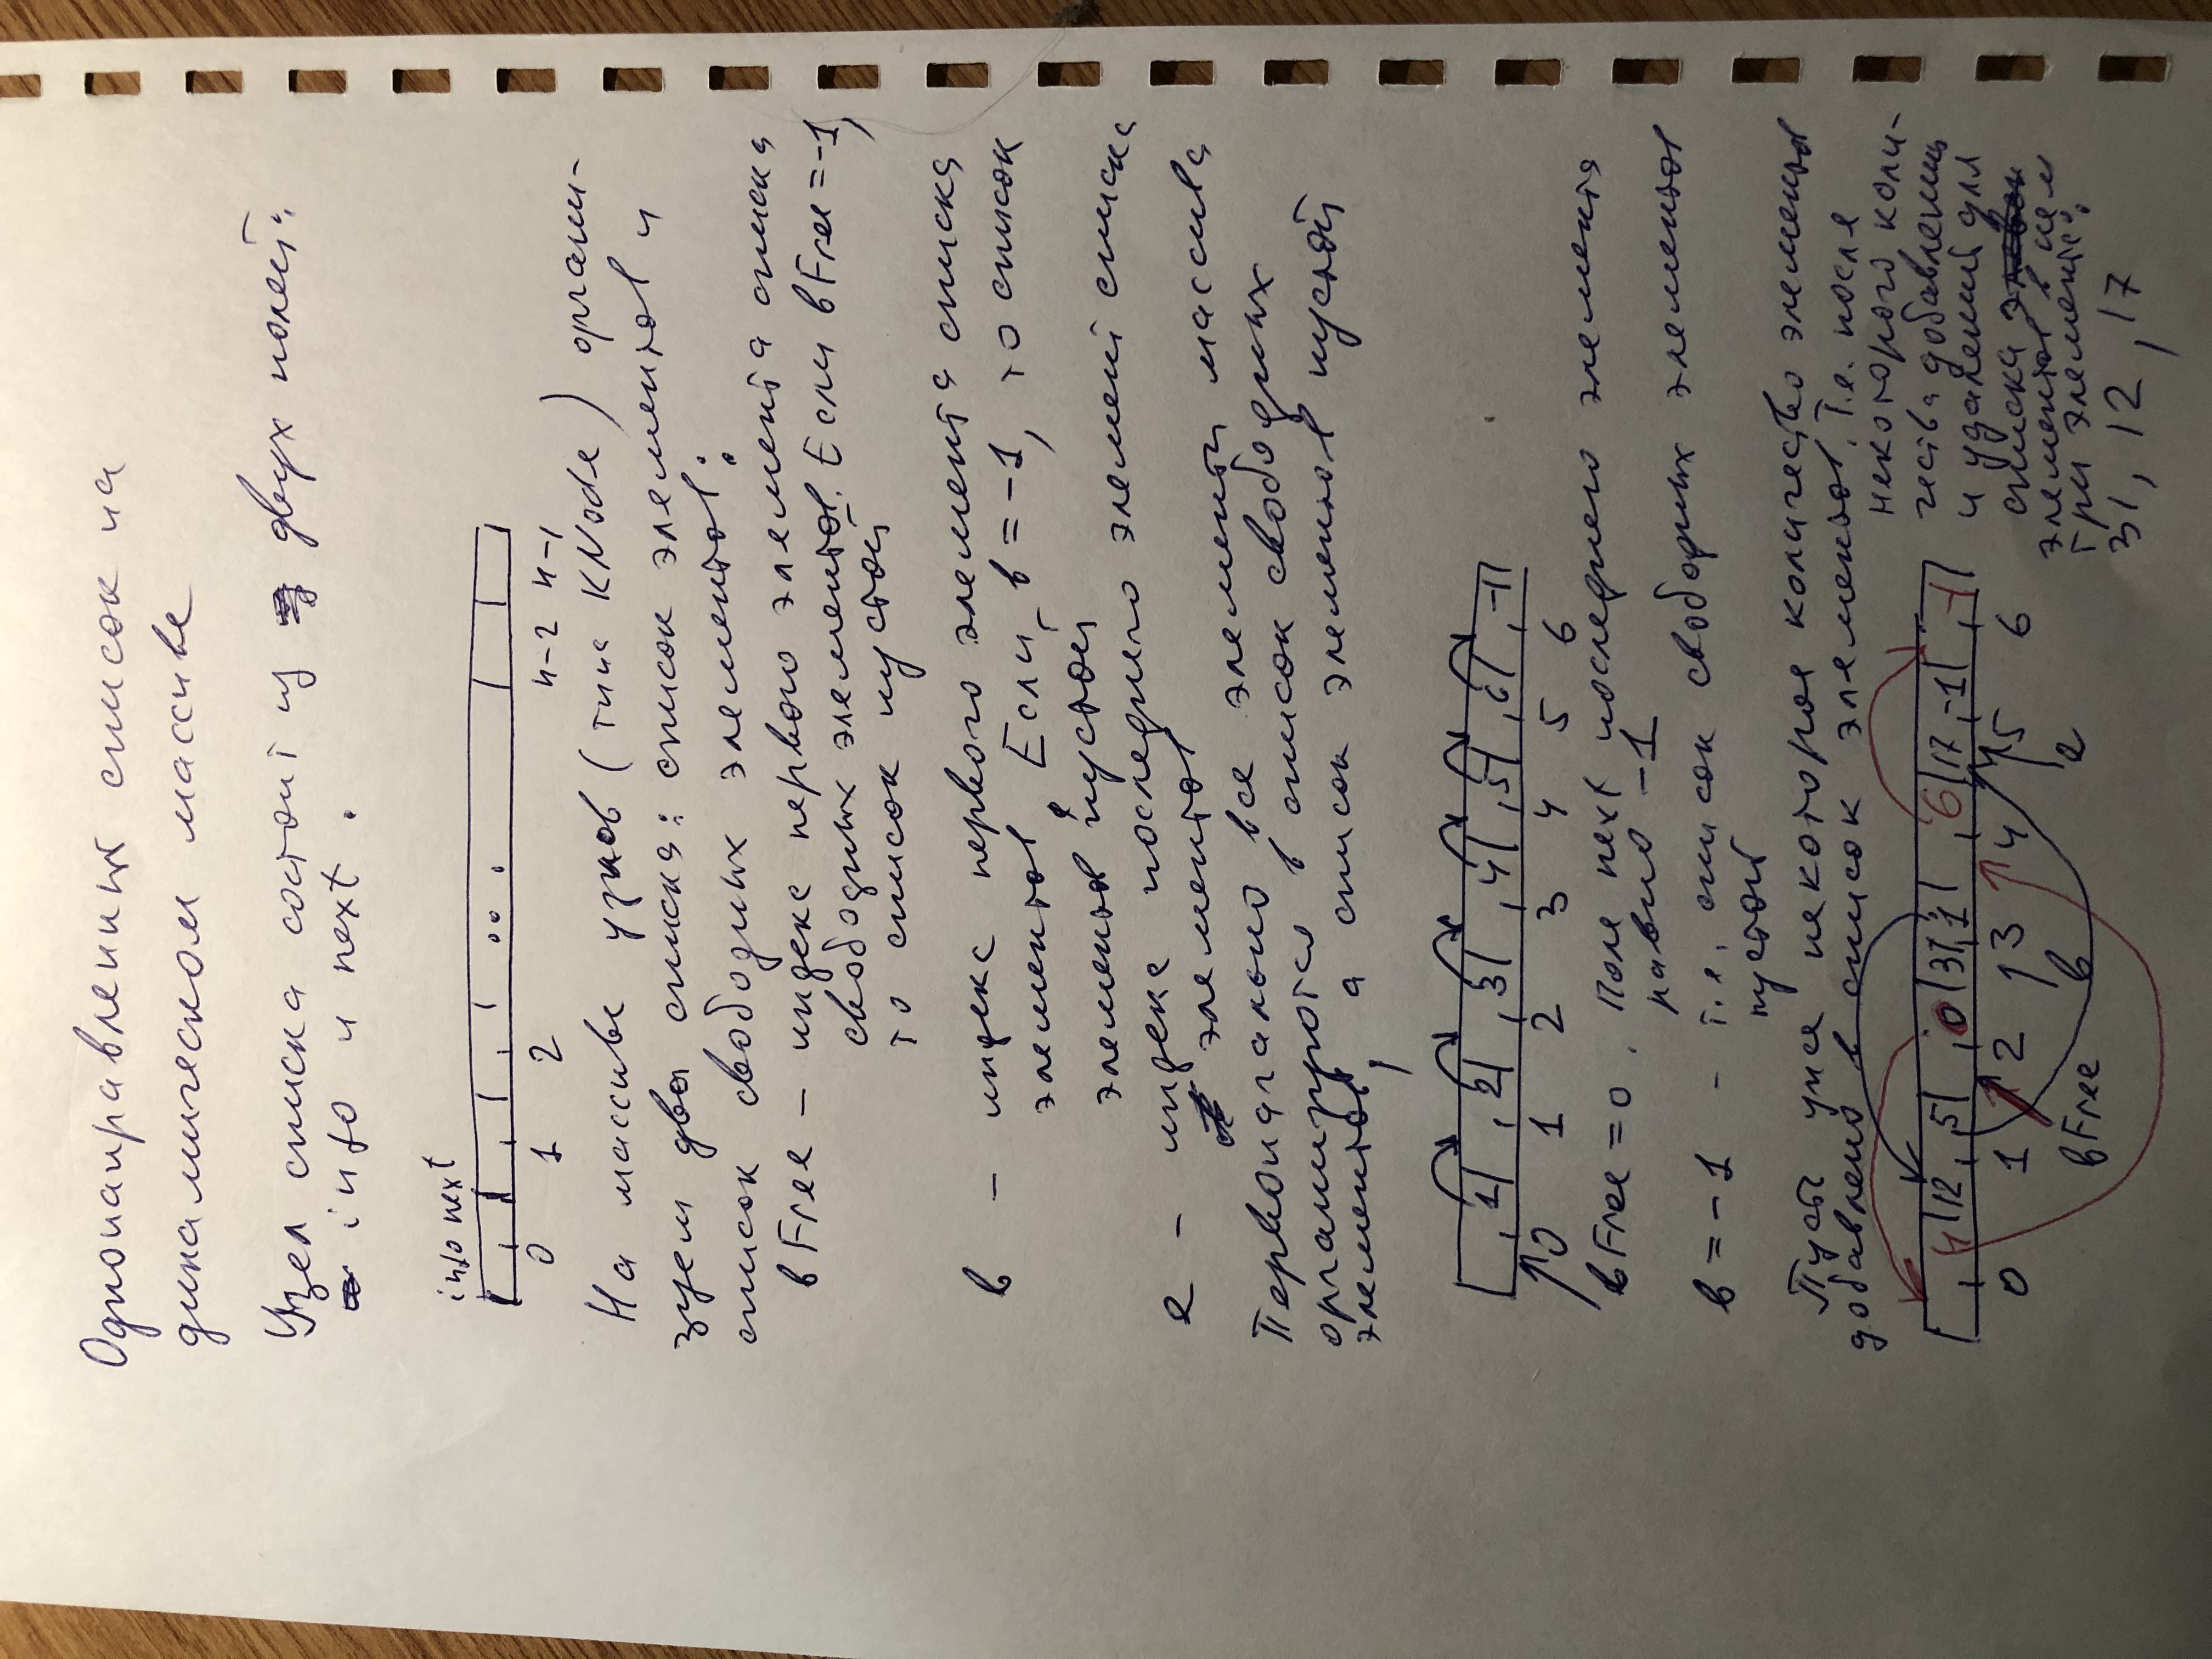 Однонаправленных список на
динамическом массиве
Узел списка состоит из двух полей:
info и next.
info next
0 1 2 n-2 n-1
На массиве узлов (типа KNode) органи-
зуем два списка: список элементов и
список свободных элементов:
bFree – индекс первого элемента списка
свободных элементов. Если bFree = -1,
то список пустой
b – индекс первого элемента списка
элементов. Если b = -1, то список
элементов пустой
e – индекс последнего элемент списка
элементов
Первоначально все элементы массива
организуются в список свободных
элементов, а список элементов пустой
1 2 3 4 5 6 -1
0 1 2 3 4 5 6
bFree = 0. Поле next последнего элемента
равно -1
b = -1 – т.е. список свободных элементов
пустой
Пусть уже некоторое количество элементов
добавлено в список элементов. Т.е. после
некоторого коли-
чества добавлений
и удалений для
списка
элементов в нем
три элемента:
31, 12, 17
4 12 5 0 31 1 6 17 -1 -1
0 1 2 3 4 5 6
bFree b e